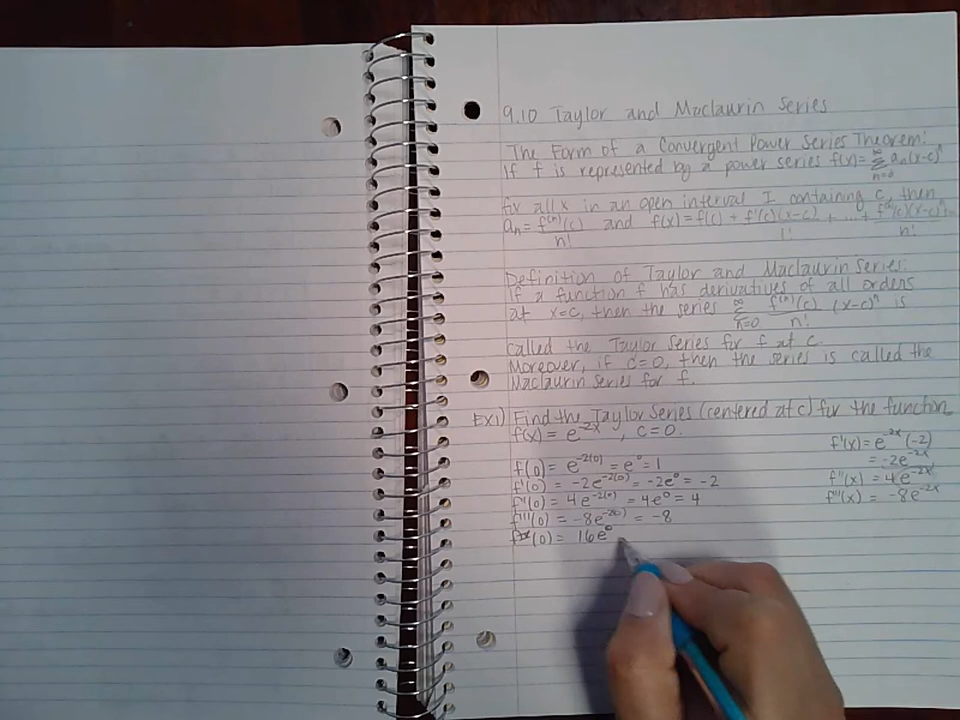 9.10 Taylor and Maclaurin Series
The Form of a Convergent Power Series Theorem:
If f is represented by a power series f(x) = ∑_{n=0}^{∞} a_n(x-c)^n
for all x in an open interval I containing c, then
a_n = f^{(n)}(c)/n! and f(x) = f(c) + f'(c)(x-c)/1! + ... + f^{(n)}(c)(x-c)^n/n!
Definition of Taylor and Maclaurin Series:
If a function f has derivatives of all orders
at x=c, then the series ∑_{n=0}^{∞} f^{(n)}(c)/n! (x-c)^n is
called the Taylor Series for f at c.
Moreover, if c=0, then the series is called the
Maclaurin series for f.
EX1) Find the Taylor Series (centered at c) for the function
f(x) = e^{-2x}, c=0.
f'(x) = e^{-2x}(-2)
= -2e^{-2x}
f''(x) = 4e^{-2x}
f'''(x) = -8e^{-2x}
f(0) = e^{-2(0)} = e^0 = 1
f'(0) = -2e^{-2(0)} = -2e^0 = -2
f''(0) = 4e^{-2(0)} = 4e^0 = 4
f'''(0) = -8e^{-2(0)} = -8
(0) = 16e^0